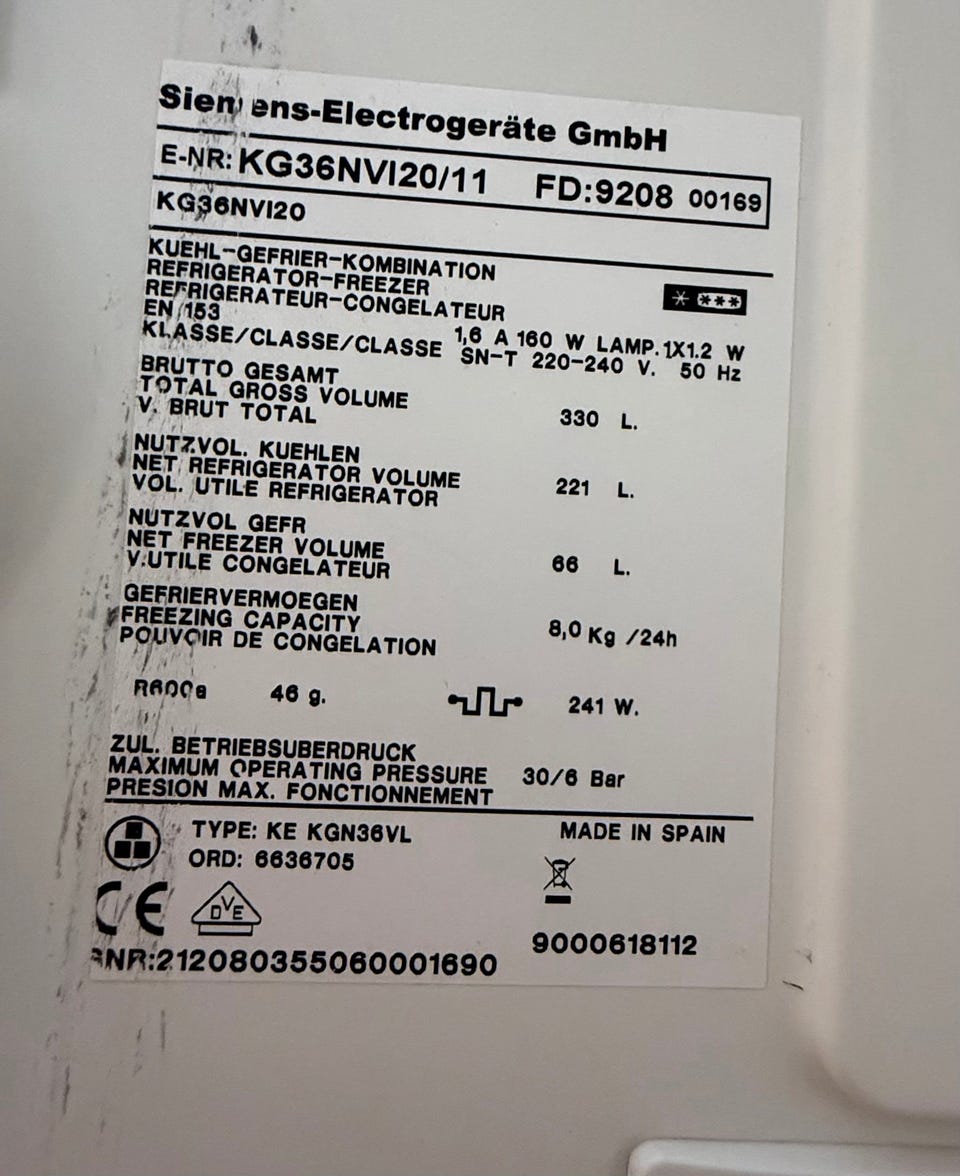 Siemens-Electrogeräte GmbH
E-NR: KG36NVI20/11 FD:9208 00169
KG36NVI20
KUEHL-GEFRIER-KOMBINATION
REFRIGERATOR-FREEZER
REFRIGERATEUR-CONGELATEUR
EN 153 1,6 A 160 W LAMP.1X1.2 W
KLASSE/CLASSE/CLASSE SN-T 220-240 V. 50 Hz
BRUTTO GESAMT
TOTAL GROSS VOLUME 330 L.
V. BRUT TOTAL
NUTZVOL. KUEHLEN
NET REFRIGERATOR VOLUME 221 L.
VOL. UTILE REFRIGERATOR
NUTZVOL GEFR
NET FREEZER VOLUME 66 L.
V.UTILE CONGELATEUR
GEFRIERVERMOEGEN
FREEZING CAPACITY 8,0 Kg /24h
POUVOIR DE CONGELATION
R600a 46 g. 241 W.
ZUL. BETRIEBSUBERDRUCK
MAXIMUM OPERATING PRESSURE 30/6 Bar
PRESION MAX. FONCTIONNEMENT
TYPE: KE KGN36VL MADE IN SPAIN
ORD: 6636705
CE DVE
9000618112
SNR:212080355060001690